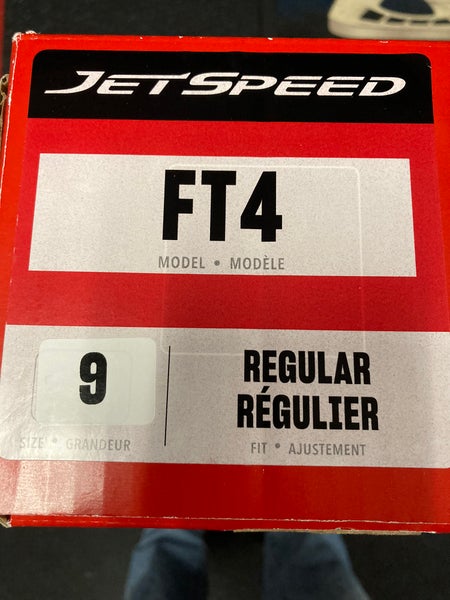 JETSPEED
FT4
MODEL • MODÈLE
9
SIZE • GRANDEUR
REGULAR
RÉGULIER
FIT • AJUSTEMENT